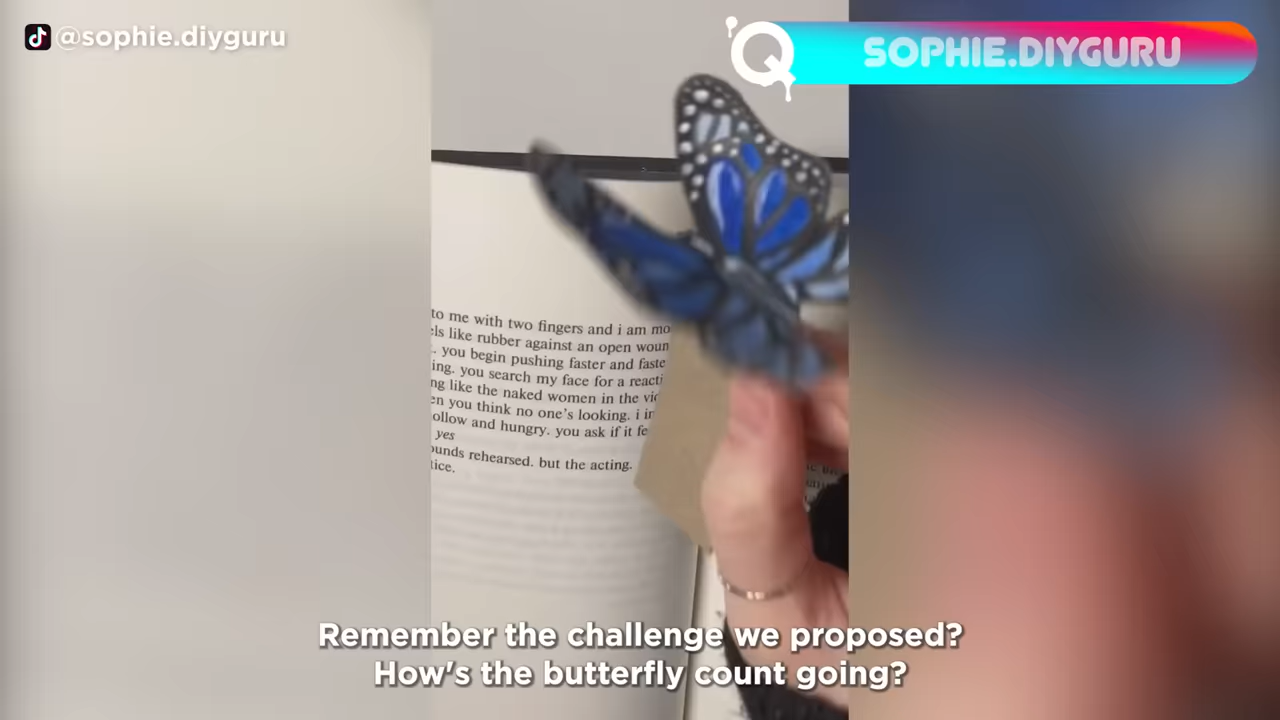 @sophie.diyguru
SOPHIE.DIYGURU
to me with two fingers and i am mo
ls like rubber against an open woun
. you begin pushing faster and faste
ing. you search my face for a reacti
ng like the naked women in the vic
en you think no one's looking. i in
ollow and hungry. you ask if it fe
yes
ounds rehearsed. but the acting.
tice.
Remember the challenge we proposed?
How's the butterfly count going?